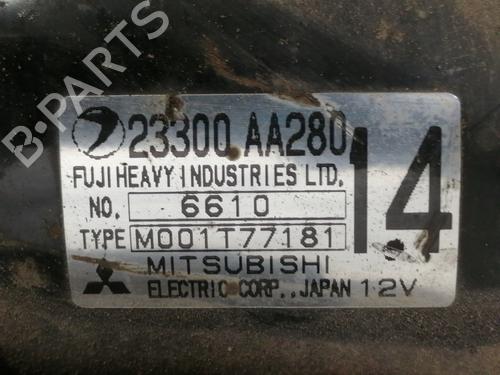 B-PARTS
23300 AA280
14
FUJI HEAVY INDUSTRIES LTD.
NO. 6610
TYPE M001T77181
MITSUBISHI
ELECTRIC CORP., JAPAN 12V